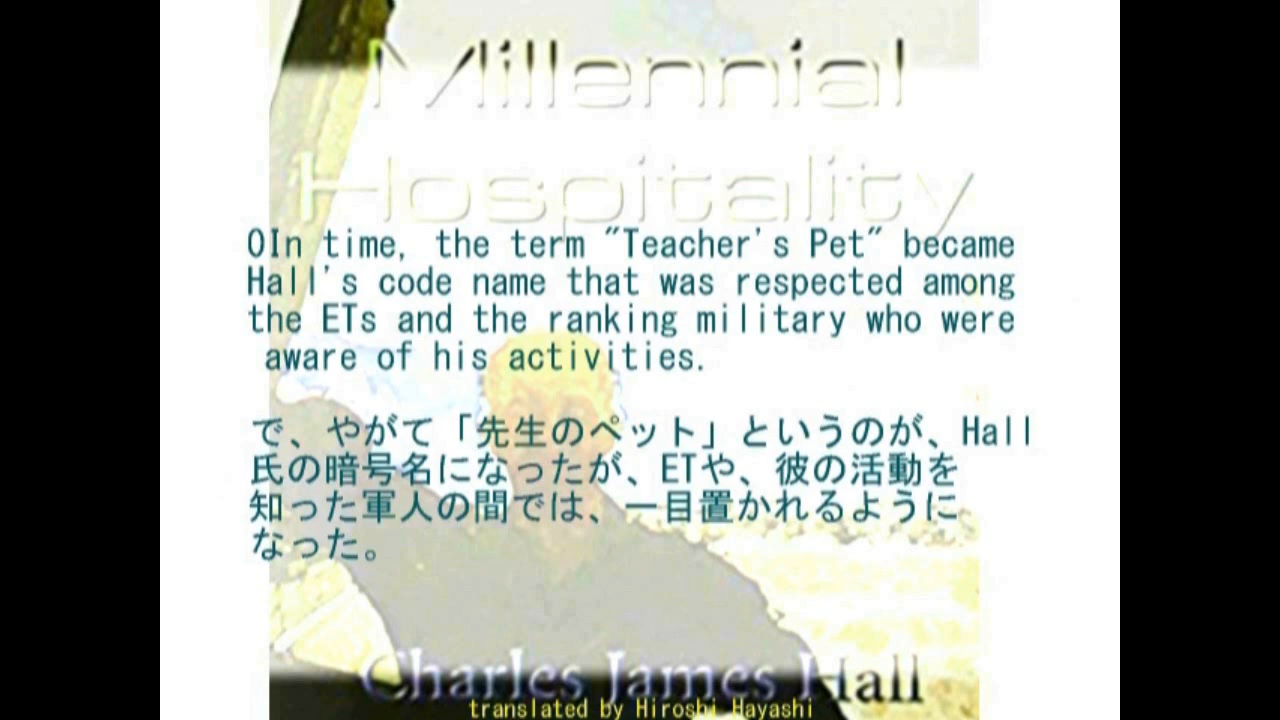 Millennial
Hospitality
OIn time, the term "Teacher's Pet" became
Hall's code name that was respected among
the ETs and the ranking military who were
aware of his activities.
で、やがて「先生のペット」というのが、Hall
氏の暗号名になったが、ETや、彼の活動を
知った軍人の間では、一目置かれるように
なった。
Charles James Hall
translated by Hiroshi Hayashi